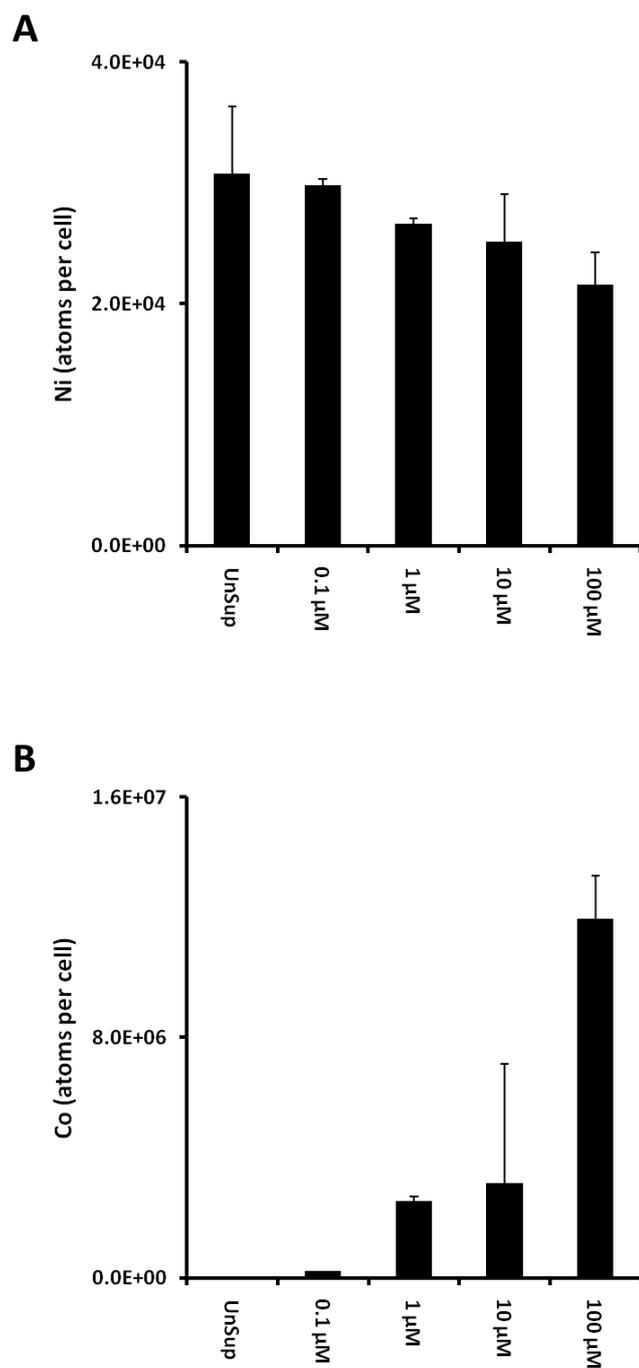 A
4.0E+04
2.0E+04
0.0E+00
Ni (atoms per cell)
UnSup
0.1 µM
1 µM
10 µM
100 µM
B
1.6E+07
8.0E+06
0.0E+00
Co (atoms per cell)
UnSup
0.1 µM
1 µM
10 µM
100 µM